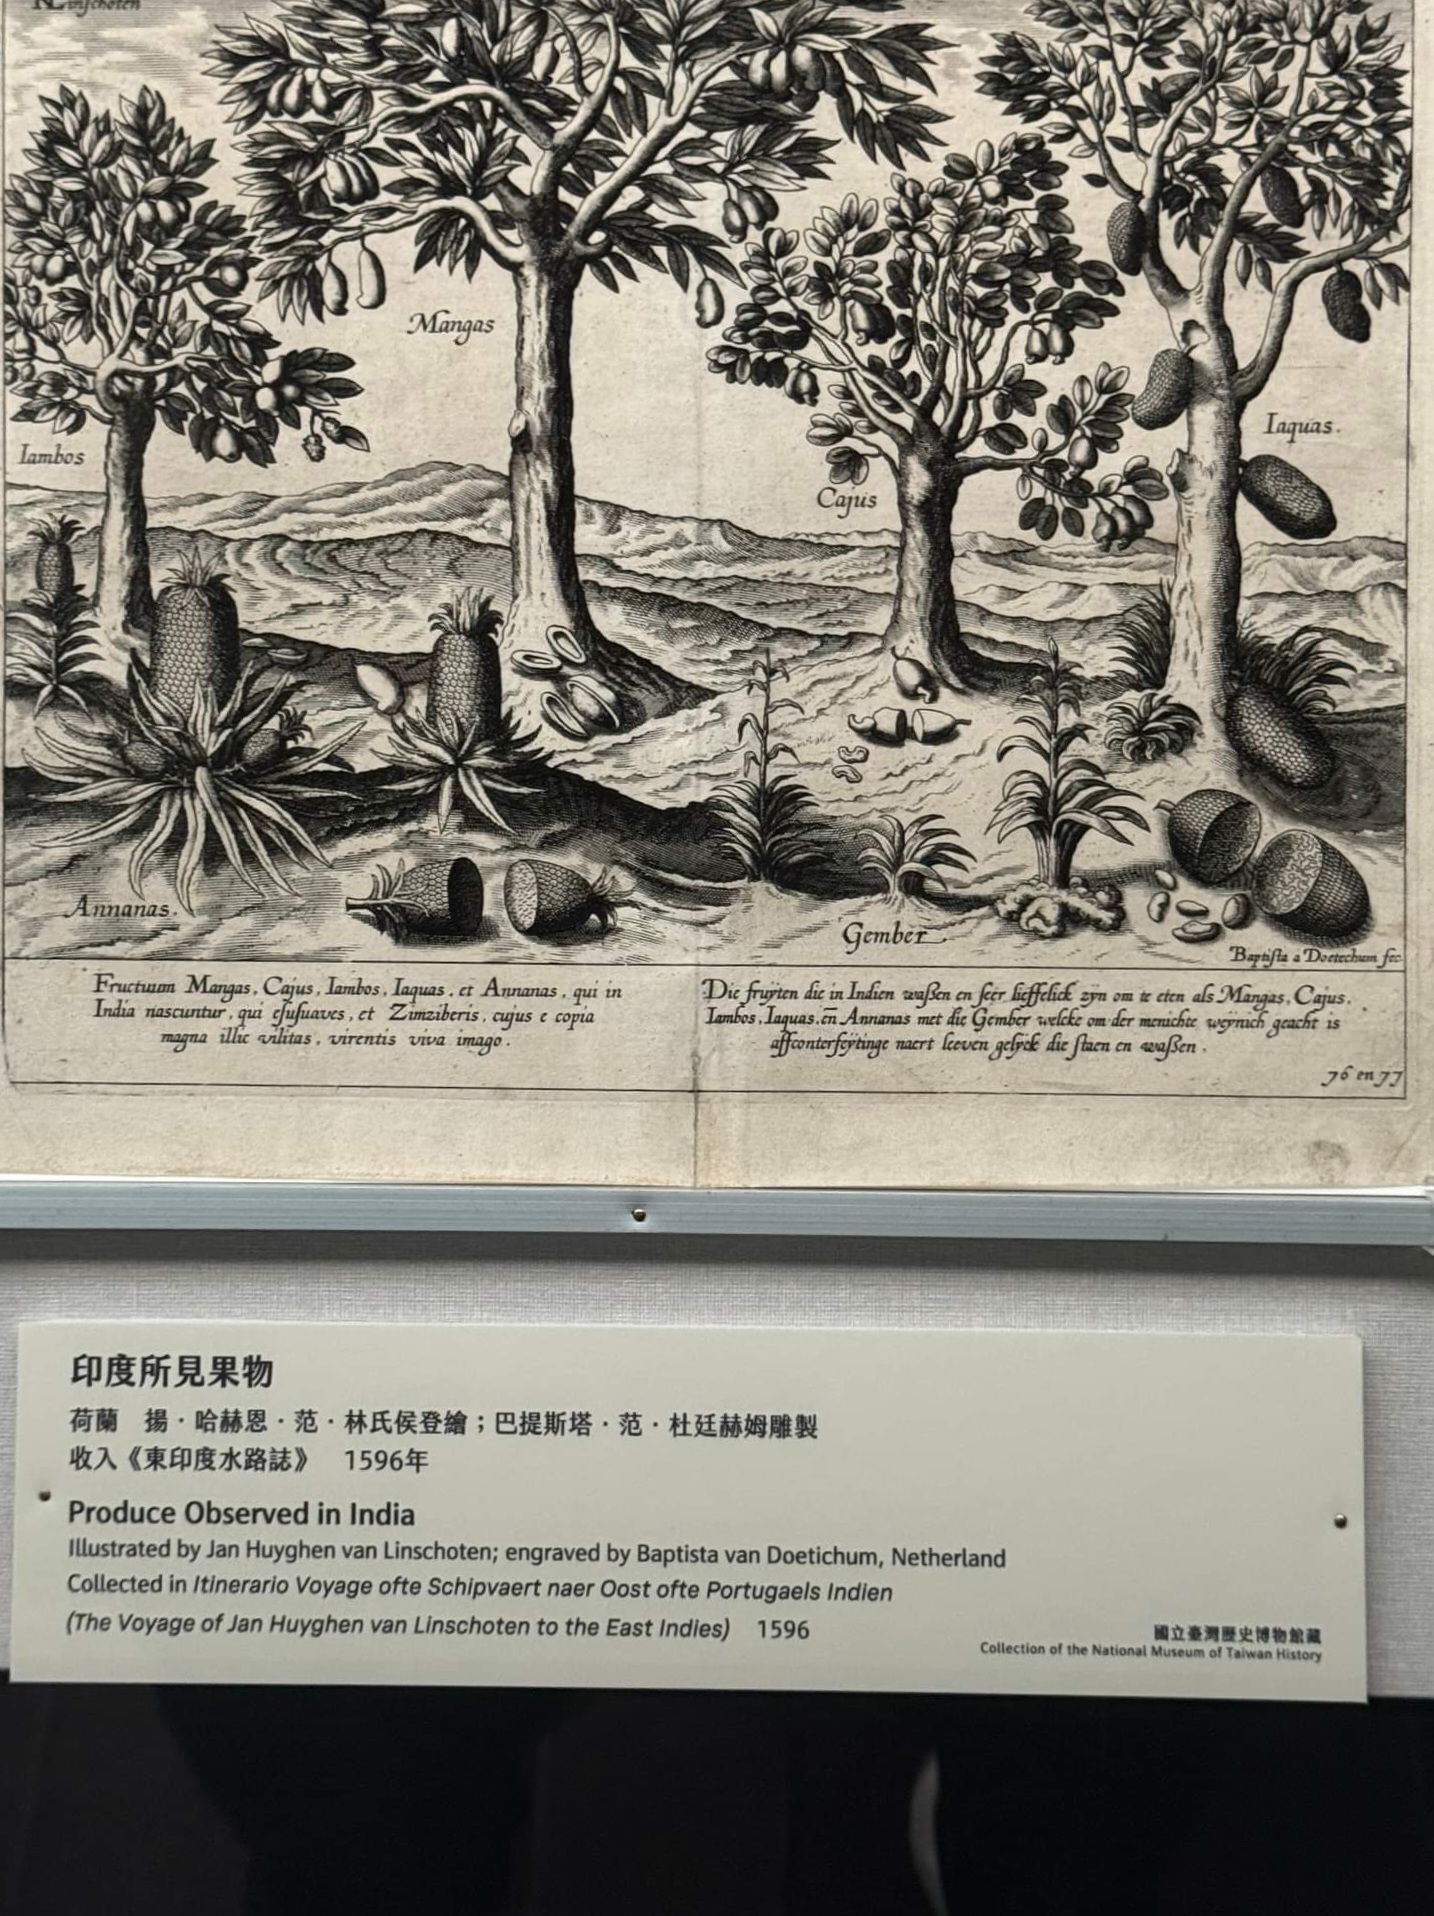 Linschoten
Mangas
Iaquas.
Iambos
Cajus
Annanas.
Gember
Baptista a Doetechum fec.
Fructuum Mangas, Cajus, Iambos, Iaquas, et Annanas, qui in
India nascuntur, qui esusuaves, et Zimziberis, cujus e copia
magna illic vilitas, virentis viva imago.
Die fruÿten die in Indien waßen en seer lieffelick zÿn om te eten als Mangas, Cajus.
Iambos, Iaquas. en̄ Annanas met die Gember welcke om der menichte weÿnich geacht is
affconterfeÿtinge naert leeven gelÿck die staen en waßen.
76 en 77
印度所見果物
荷蘭 揚·哈赫恩·范·林氏侯登繪；巴提斯塔·范·杜廷赫姆雕製
收入《東印度水路誌》 1596年
Produce Observed in India
Illustrated by Jan Huyghen van Linschoten; engraved by Baptista van Doetichum, Netherland
Collected in Itinerario Voyage ofte Schipvaert naer Oost ofte Portugaels Indien
(The Voyage of Jan Huyghen van Linschoten to the East Indies) 1596
國立臺灣歷史博物館藏
Collection of the National Museum of Taiwan History